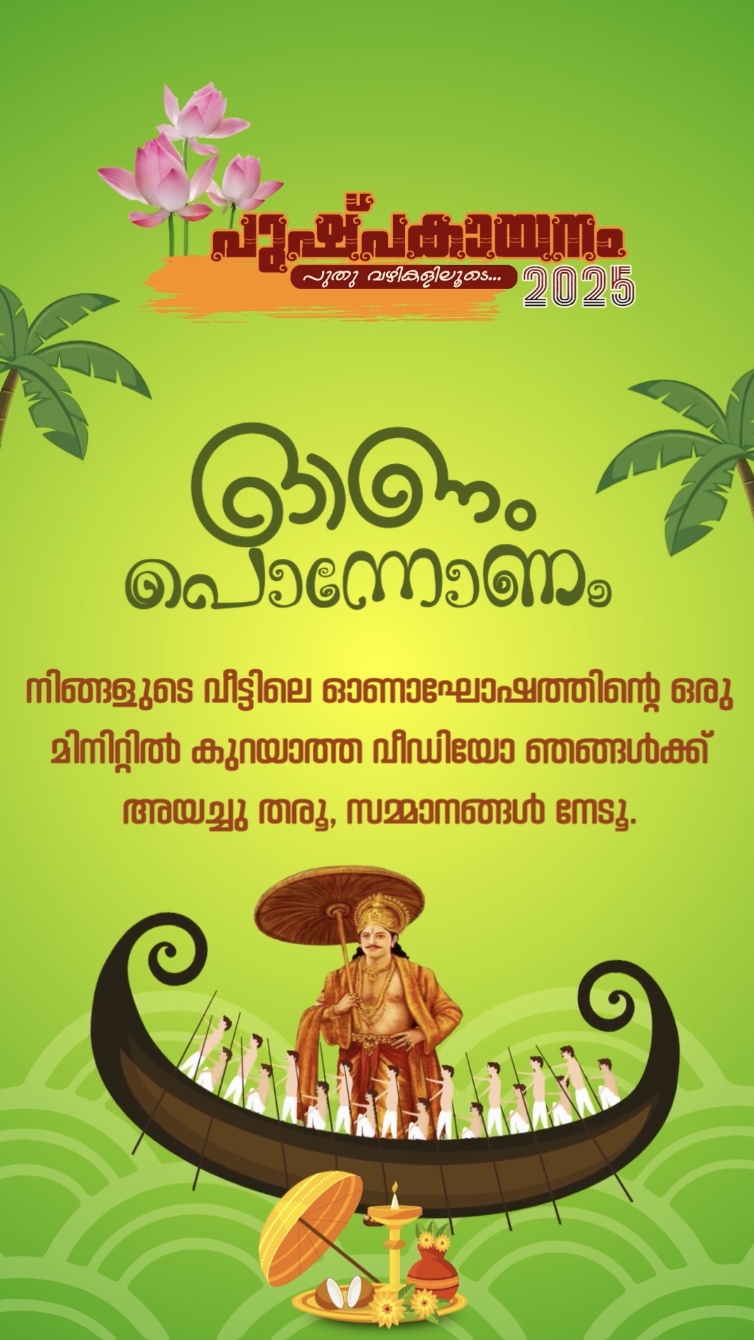 പുഷ്പകായനം
പുതു വഴികളിലൂടെ...
2025
ഓണം
പൊന്നോണം
നിങ്ങളുടെ വീട്ടിലെ ഓണാഘോഷത്തിന്റെ ഒരു
മിനിറ്റിൽ കുറയാത്ത വീഡിയോ ഞങ്ങൾക്ക്
അയച്ചു തരൂ, സമ്മാനങ്ങൾ നേടൂ.